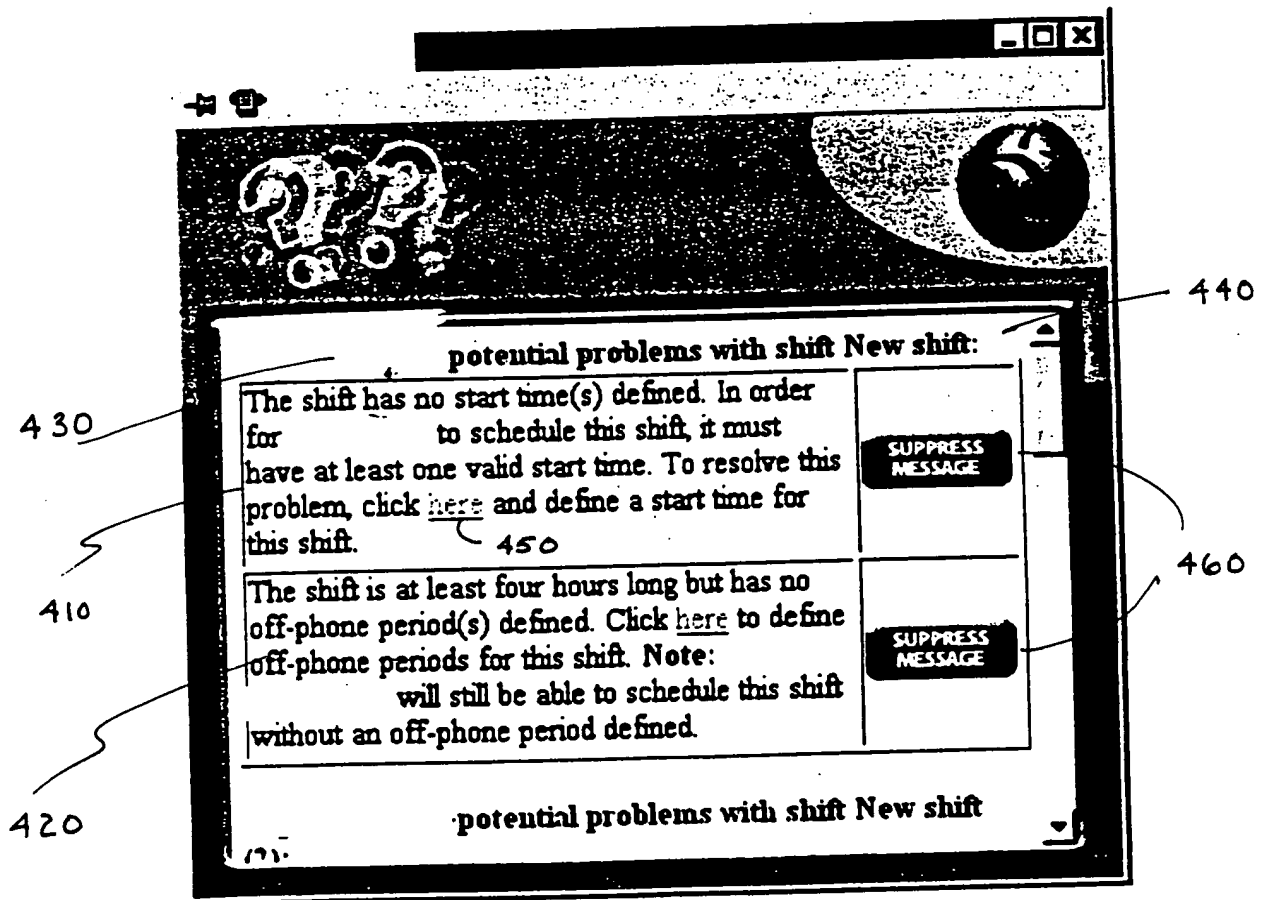 440
potential problems with shift New shift:
430
The shift has no start time(s) defined. In order
for to schedule this shift, it must
have at least one valid start time. To resolve this
problem, click here and define a start time for
this shift.
450
SUPPRESS
MESSAGE
460
410
The shift is at least four hours long but has no
off-phone period(s) defined. Click here to define
off-phone periods for this shift. Note:
will still be able to schedule this shift
without an off-phone period defined.
SUPPRESS
MESSAGE
420
potential problems with shift New shift